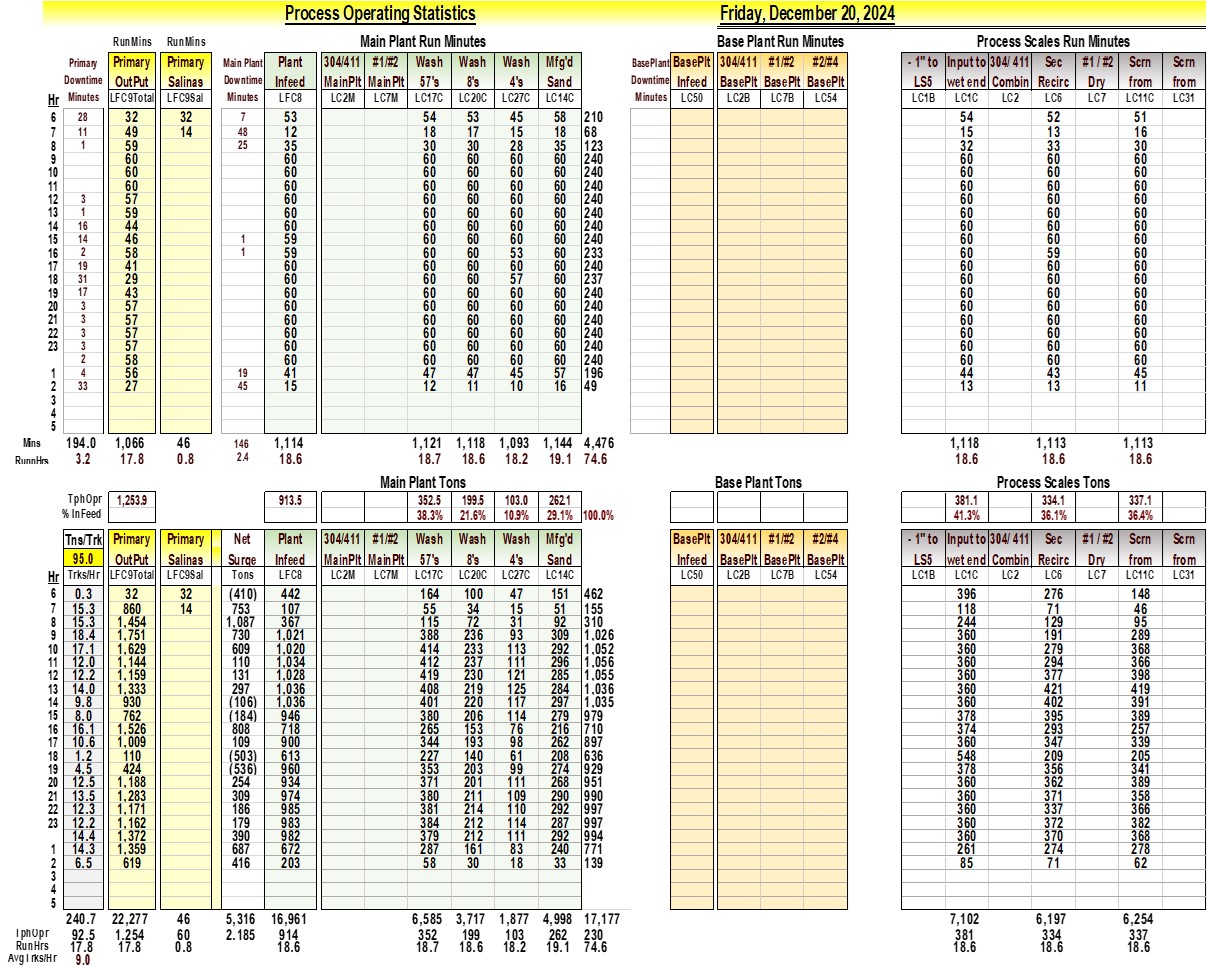 Process Operating Statistics Friday, December 20, 2024
RunMins RunMins Main Plant Run Minutes Base Plant Run Minutes Process Scales Run Minutes
Primary Primary Primary Main Plant Plant 304/411 #1/#2 Wash Wash Wash Mfg'd BasePlant BasePlt 304/411 #1/#2 #2/#4 - 1" to Input to 304/ 411 Sec #1 / #2 Scrn Scrn
Downtime OutPut Salinas Downtime Infeed MainPlt MainPlt 57's 8's 4's Sand Downtime Infeed BasePlt BasePlt BasePlt LS5 wet end Combin Recirc Dry from from
Hr Minutes LFC9Total LFC9Sal Minutes LFC8 LC2M LC7M LC17C LC20C LC27C LC14C Minutes LC50 LC2B LC7B LC54 LC1B LC1C LC2 LC6 LC7 LC11C LC31
6 28 32 32 7 53 54 53 45 58 210 54 52 51
7 11 49 14 48 12 18 17 15 18 68 15 13 16
8 1 59 25 35 30 30 28 35 123 32 33 30
9 60 60 60 60 60 60 240 60 60 60
10 60 60 60 60 60 60 240 60 60 60
11 60 60 60 60 60 60 240 60 60 60
12 3 57 60 60 60 60 60 240 60 60 60
13 1 59 60 60 60 60 60 240 60 60 60
14 16 44 60 60 60 60 60 240 60 60 60
15 14 46 1 59 60 60 60 60 240 60 60 60
16 2 58 1 59 60 60 53 60 233 60 59 60
17 19 41 60 60 60 60 60 240 60 60 60
18 31 29 60 60 60 57 60 237 60 60 60
19 17 43 60 60 60 60 60 240 60 60 60
20 3 57 60 60 60 60 60 240 60 60 60
21 3 57 60 60 60 60 60 240 60 60 60
22 3 57 60 60 60 60 60 240 60 60 60
23 3 57 60 60 60 60 60 240 60 60 60
2 58 60 60 60 60 60 240 60 60 60
1 4 56 19 41 47 47 45 57 196 44 43 45
2 33 27 45 15 12 11 10 16 49 13 13 11
3
4
5
Mins 194.0 1,066 46 146 1,114 1,121 1,118 1,093 1,144 4,476 1,118 1,113 1,113
RunnHrs 3.2 17.8 0.8 2.4 18.6 18.7 18.6 18.2 19.1 74.6 18.6 18.6 18.6
Main Plant Tons Base Plant Tons Process Scales Tons
TphOpr 1,253.9 913.5 352.5 199.5 103.0 262.1 381.1 334.1 337.1
% InFeed 38.3% 21.6% 10.9% 29.1% 100.0% 41.3% 36.1% 36.4%
Tns/Trk Primary Primary Net Plant 304/411 #1/#2 Wash Wash Wash Mfg'd BasePlt 304/411 #1/#2 #2/#4 - 1" to Input to 304/ 411 Sec #1 / #2 Scrn Scrn
95.0 OutPut Salinas Surge Infeed MainPlt MainPlt 57's 8's 4's Sand Infeed BasePlt BasePlt BasePlt LS5 wet end Combin Recirc Dry from from
Hr Trks/Hr LFC9Total LFC9Sal Tons LFC8 LC2M LC7M LC17C LC20C LC27C LC14C LC50 LC2B LC7B LC54 LC1B LC1C LC2 LC6 LC7 LC11C LC31
6 0.3 32 32 (410) 442 164 100 47 151 462 396 276 148
7 15.3 860 14 753 107 55 34 15 51 155 118 71 46
8 15.3 1,454 1,087 367 115 72 31 92 310 244 129 95
9 18.4 1,751 730 1,021 388 236 93 309 1,026 360 191 289
10 17.1 1,629 609 1,020 414 233 113 292 1,052 360 279 368
11 12.0 1,144 110 1,034 412 237 111 296 1,056 360 294 366
12 12.2 1,159 131 1,028 419 230 121 285 1,055 360 377 398
13 14.0 1,333 297 1,036 408 219 125 284 1,036 360 421 419
14 9.8 930 (106) 1,036 401 220 117 297 1,035 360 402 391
15 8.0 762 (184) 946 380 206 114 279 979 378 395 389
16 16.1 1,526 808 718 265 153 76 216 710 374 293 257
17 10.6 1,009 109 900 344 193 98 262 897 360 347 339
18 1.2 110 (503) 613 227 140 61 208 636 548 209 205
19 4.5 424 (536) 960 353 203 99 274 929 378 356 341
20 12.5 1,188 254 934 371 201 111 268 951 360 362 389
21 13.5 1,283 309 974 380 211 109 290 990 360 371 358
22 12.3 1,171 186 985 381 214 110 292 997 360 337 366
23 12.2 1,162 179 983 384 212 114 287 997 360 372 382
14.4 1,372 390 982 379 212 111 292 994 360 370 368
1 14.3 1,359 687 672 287 161 83 240 771 261 274 278
2 6.5 619 416 203 58 30 18 33 139 85 71 62
3
4
5
240.7 22,277 46 5,316 16,961 6,585 3,717 1,877 4,998 17,177 7,102 6,197 6,254
TphOpr 92.5 1,254 60 2.185 914 352 199 103 262 230 381 334 337
RunHrs 17.8 17.8 0.8 18.6 18.7 18.6 18.2 19.1 74.6 18.6 18.6 18.6
AvgTrks/Hr 9.0